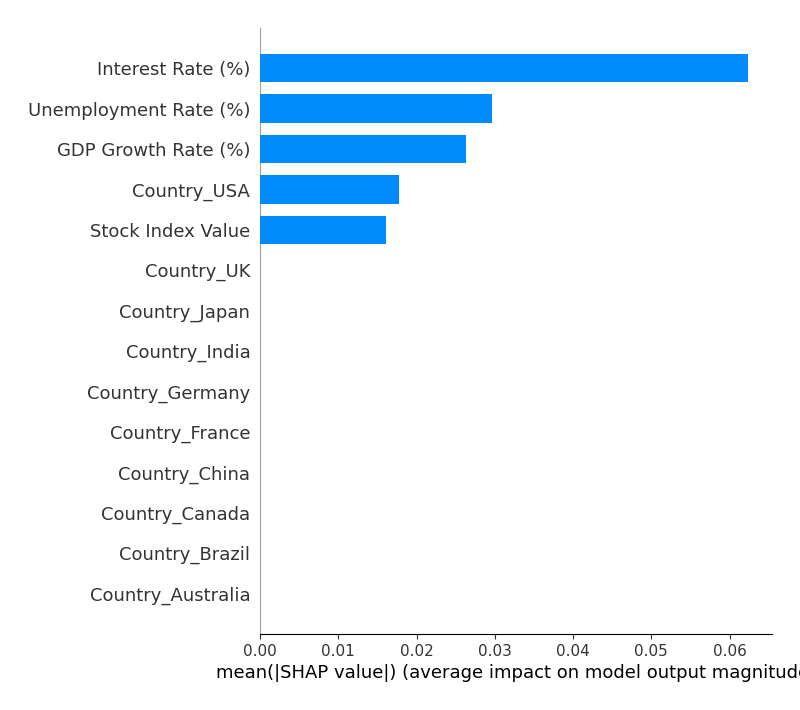 Interest Rate (%)
Unemployment Rate (%)
GDP Growth Rate (%)
Country_USA
Stock Index Value
Country_UK
Country_Japan
Country_India
Country_Germany
Country_France
Country_China
Country_Canada
Country_Brazil
Country_Australia
0.00 0.01 0.02 0.03 0.04 0.05 0.06
mean(|SHAP value|) (average impact on model output magnitude